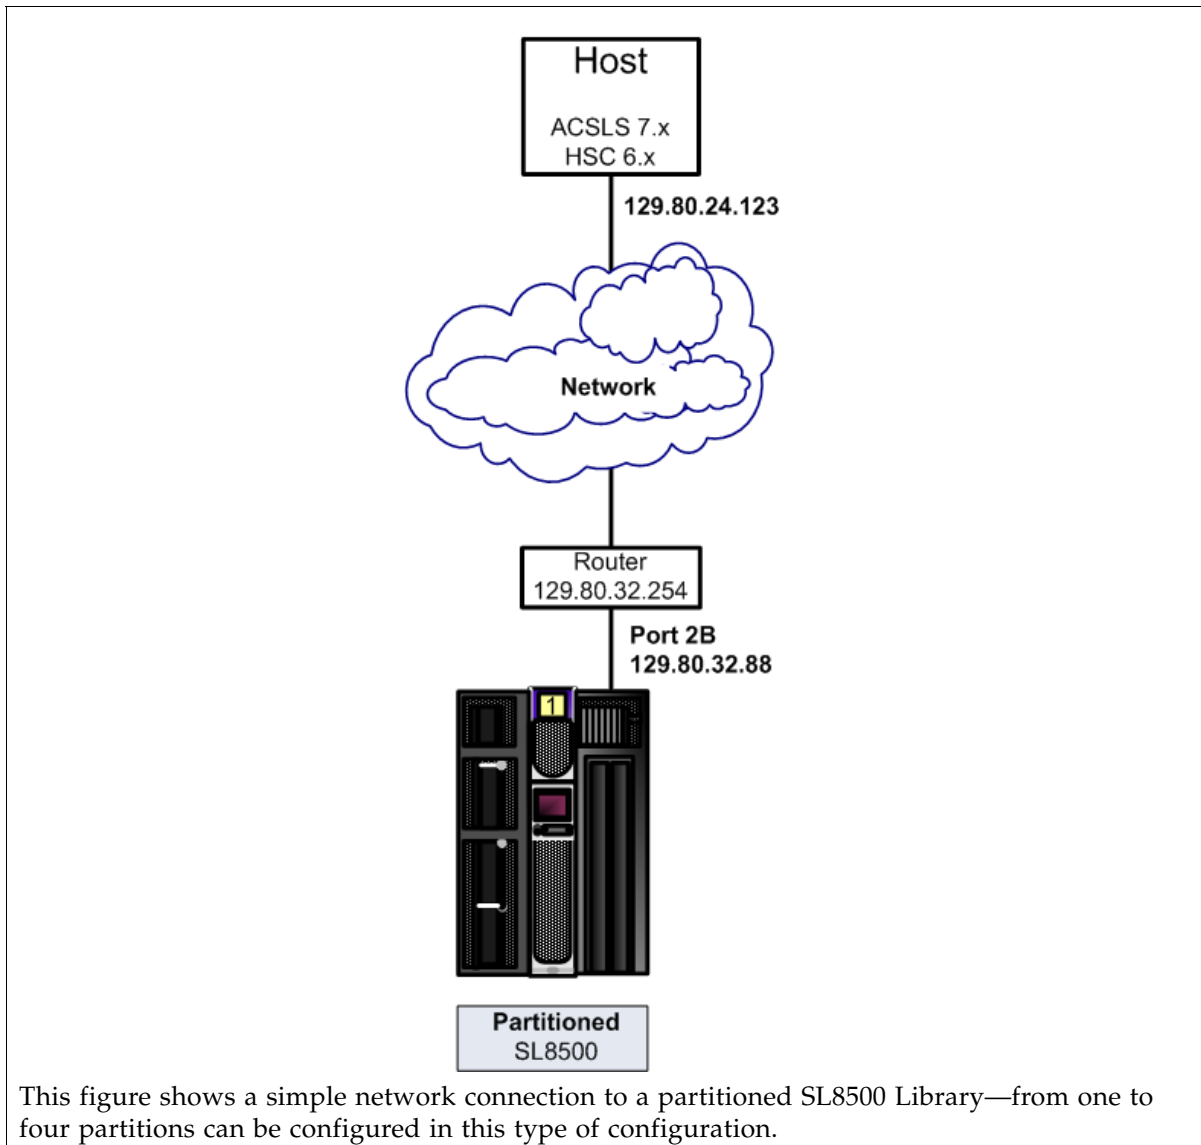 Host
ACSLS 7.x
HSC 6.x
129.80.24.123
Network
Router
129.80.32.254
Port 2B
129.80.32.88
1
Partitioned
SL8500
This figure shows a simple network connection to a partitioned SL8500 Library—from one to
four partitions can be configured in this type of configuration.